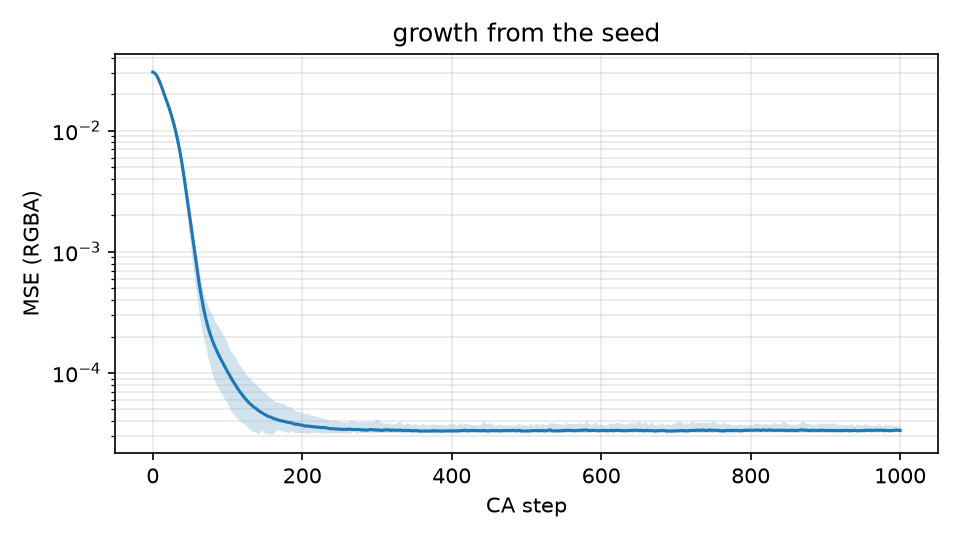 growth from the seed
MSE (RGBA)
10⁻²
10⁻³
10⁻⁴
0 200 400 600 800 1000
CA step